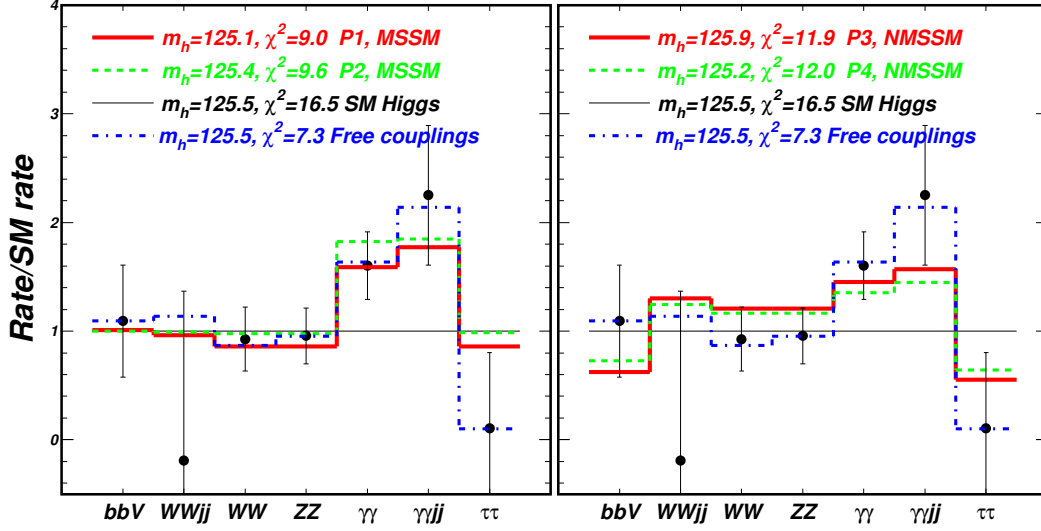 4
3
2
1
0
Rate/SM rate
m_h=125.1, χ²=9.0 P1, MSSM
m_h=125.4, χ²=9.6 P2, MSSM
m_h=125.5, χ²=16.5 SM Higgs
m_h=125.5, χ²=7.3 Free couplings
bbV WWjj WW ZZ γγ γγjj ττ
m_h=125.9, χ²=11.9 P3, NMSSM
m_h=125.2, χ²=12.0 P4, NMSSM
m_h=125.5, χ²=16.5 SM Higgs
m_h=125.5, χ²=7.3 Free couplings
bbV WWjj WW ZZ γγ γγjj ττ